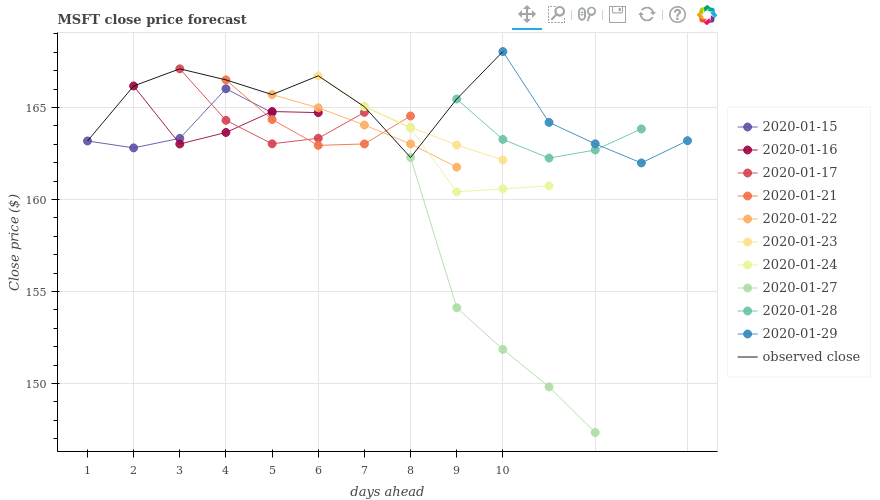 MSFT close price forecast
Close price ($)
165
160
155
150
1 2 3 4 5 6 7 8 9 10
days ahead
2020-01-15
2020-01-16
2020-01-17
2020-01-21
2020-01-22
2020-01-23
2020-01-24
2020-01-27
2020-01-28
2020-01-29
observed close